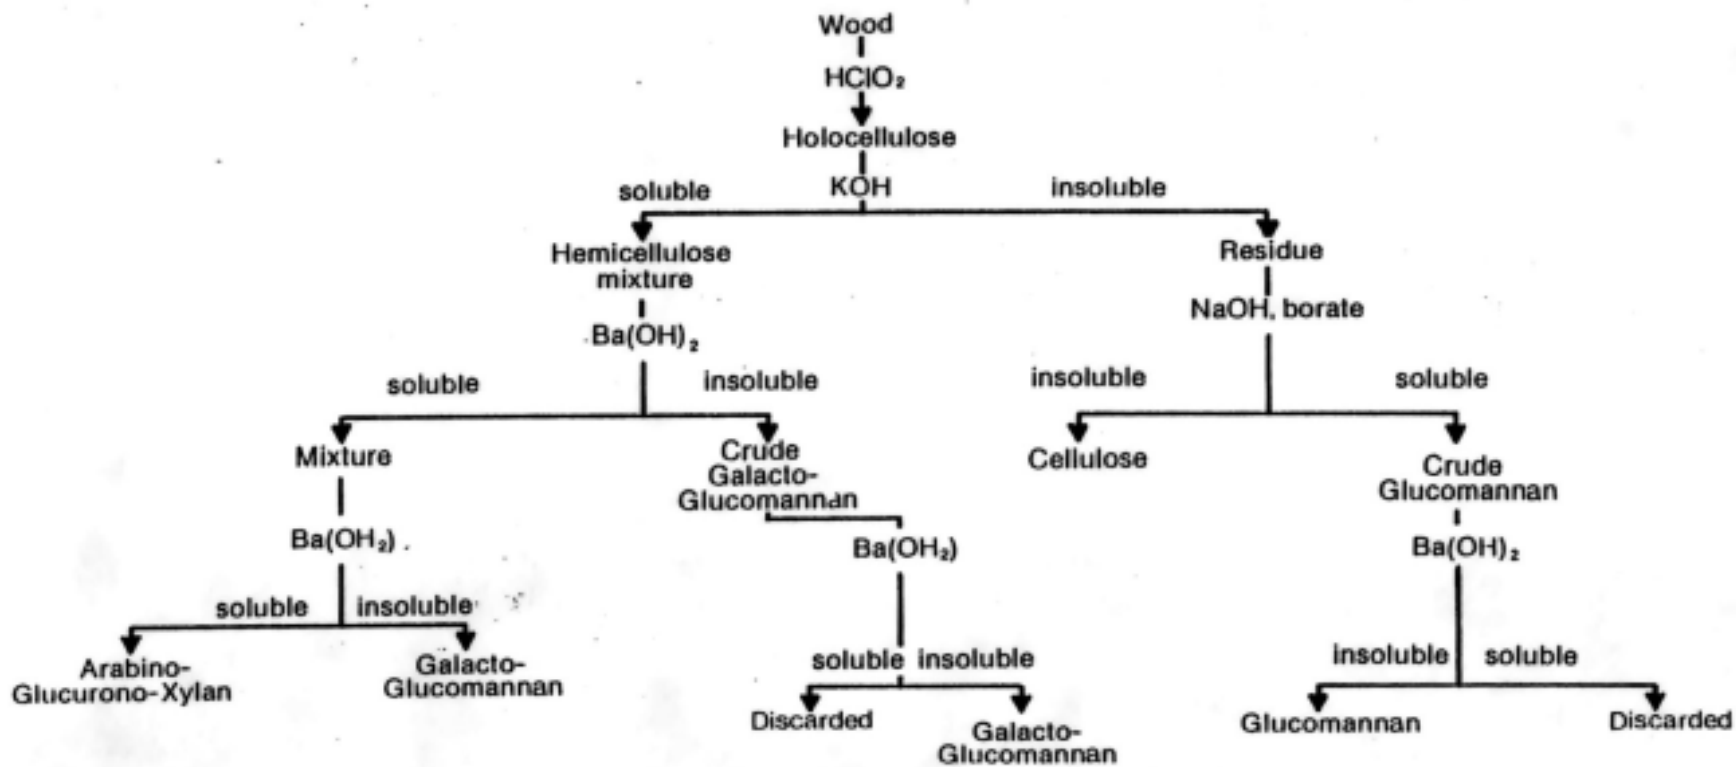 Wood
HClO₂
Holocellulose
soluble KOH insoluble
Hemicellulose
mixture
Residue
Ba(OH)₂
NaOH, borate
soluble insoluble insoluble soluble
Mixture
Crude
Galacto-
Glucomannan
Cellulose
Crude
Glucomannan
Ba(OH₂)
Ba(OH₂)
Ba(OH)₂
soluble insoluble
soluble insoluble
insoluble soluble
Arabino-
Glucurono-Xylan
Galacto-
Glucomannan
Discarded
Galacto-
Glucomannan
Glucomannan
Discarded